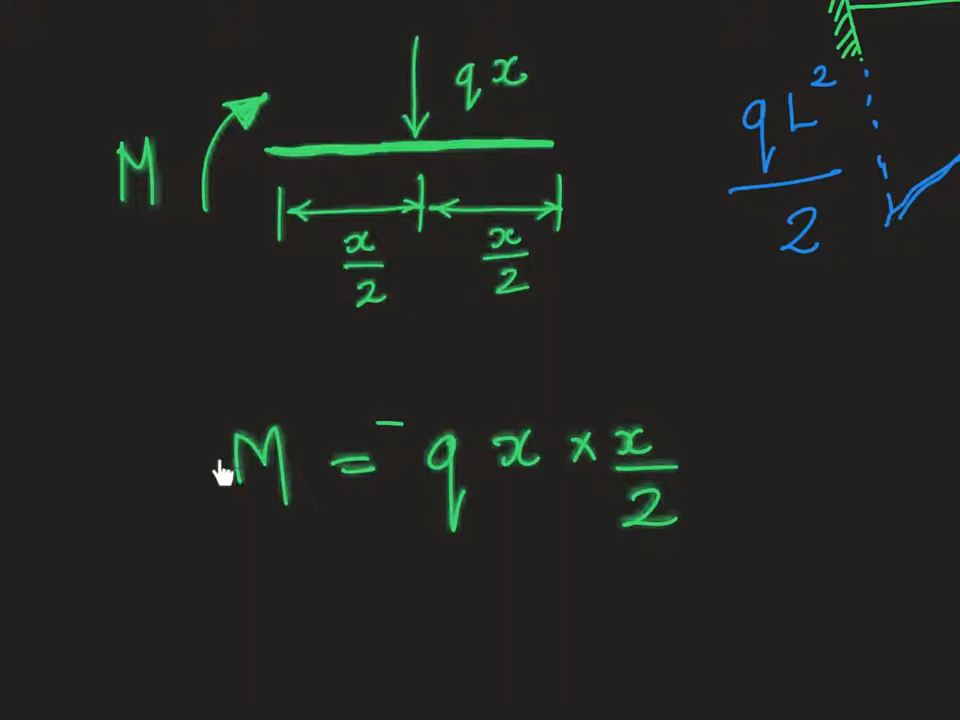 qx
M
x/2 x/2
qL²/2
M = -qx × x/2